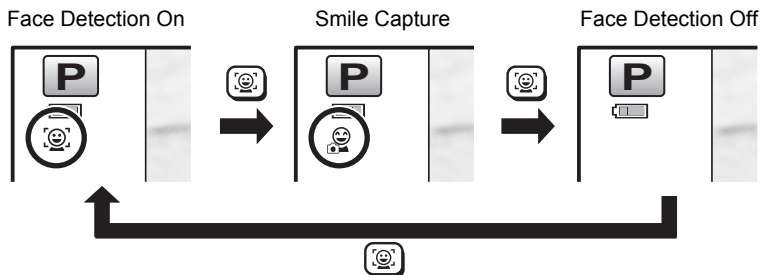 Face Detection On
Smile Capture
Face Detection Off
P
P
P